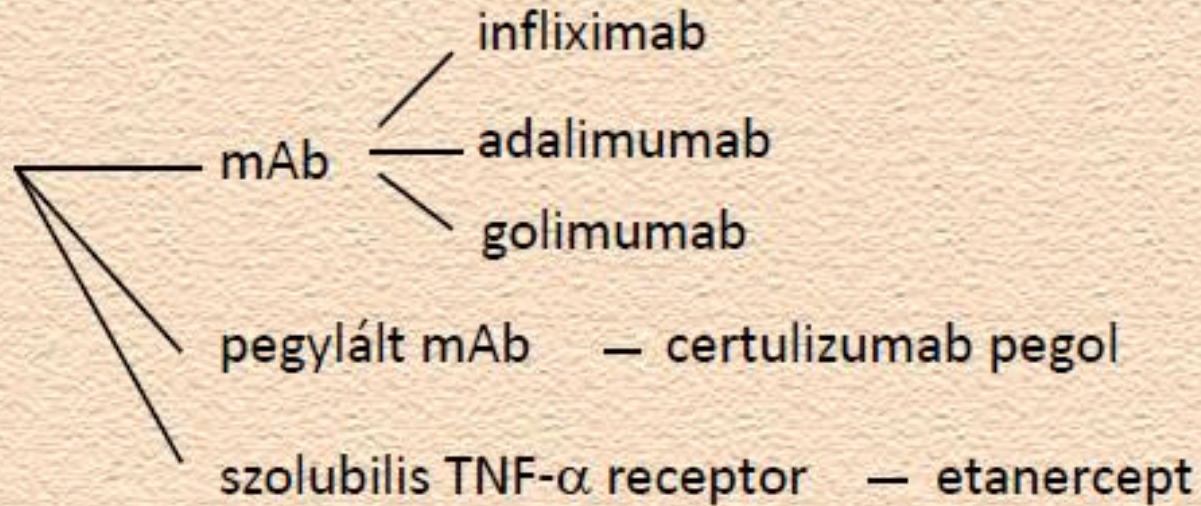 infliximab
mAb
adalimumab
golimumab
pegylált mAb – certulizumab pegol
szolubilis TNF-α receptor – etanercept